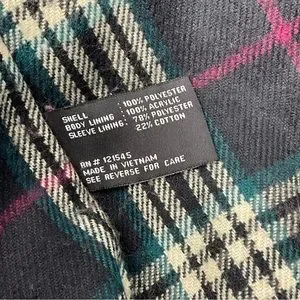 SHELL : 100% POLYESTER
BODY LINING : 100% ACRYLIC
SLEEVE LINING : 78% POLYESTER
22% COTTON
RN # 121545
MADE IN VIETNAM
SEE REVERSE FOR CARE